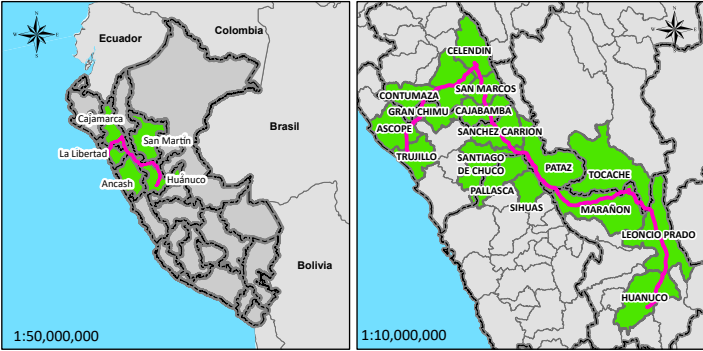 Ecuador
Colombia
Cajamarca
San Martín
Brasil
La Libertad
Ancash
Huánuco
Bolivia
1:50,000,000
CELENDIN
SAN MARCOS
CONTUMAZA
GRAN CHIMU
CAJABAMBA
ASCOPE
SANCHEZ CARRION
TRUJILLO
SANTIAGO
DE CHUCO
PATAZ
TOCACHE
PALLASCA
SIHUAS
MARAÑON
LEONCIO PRADO
HUANUCO
1:10,000,000